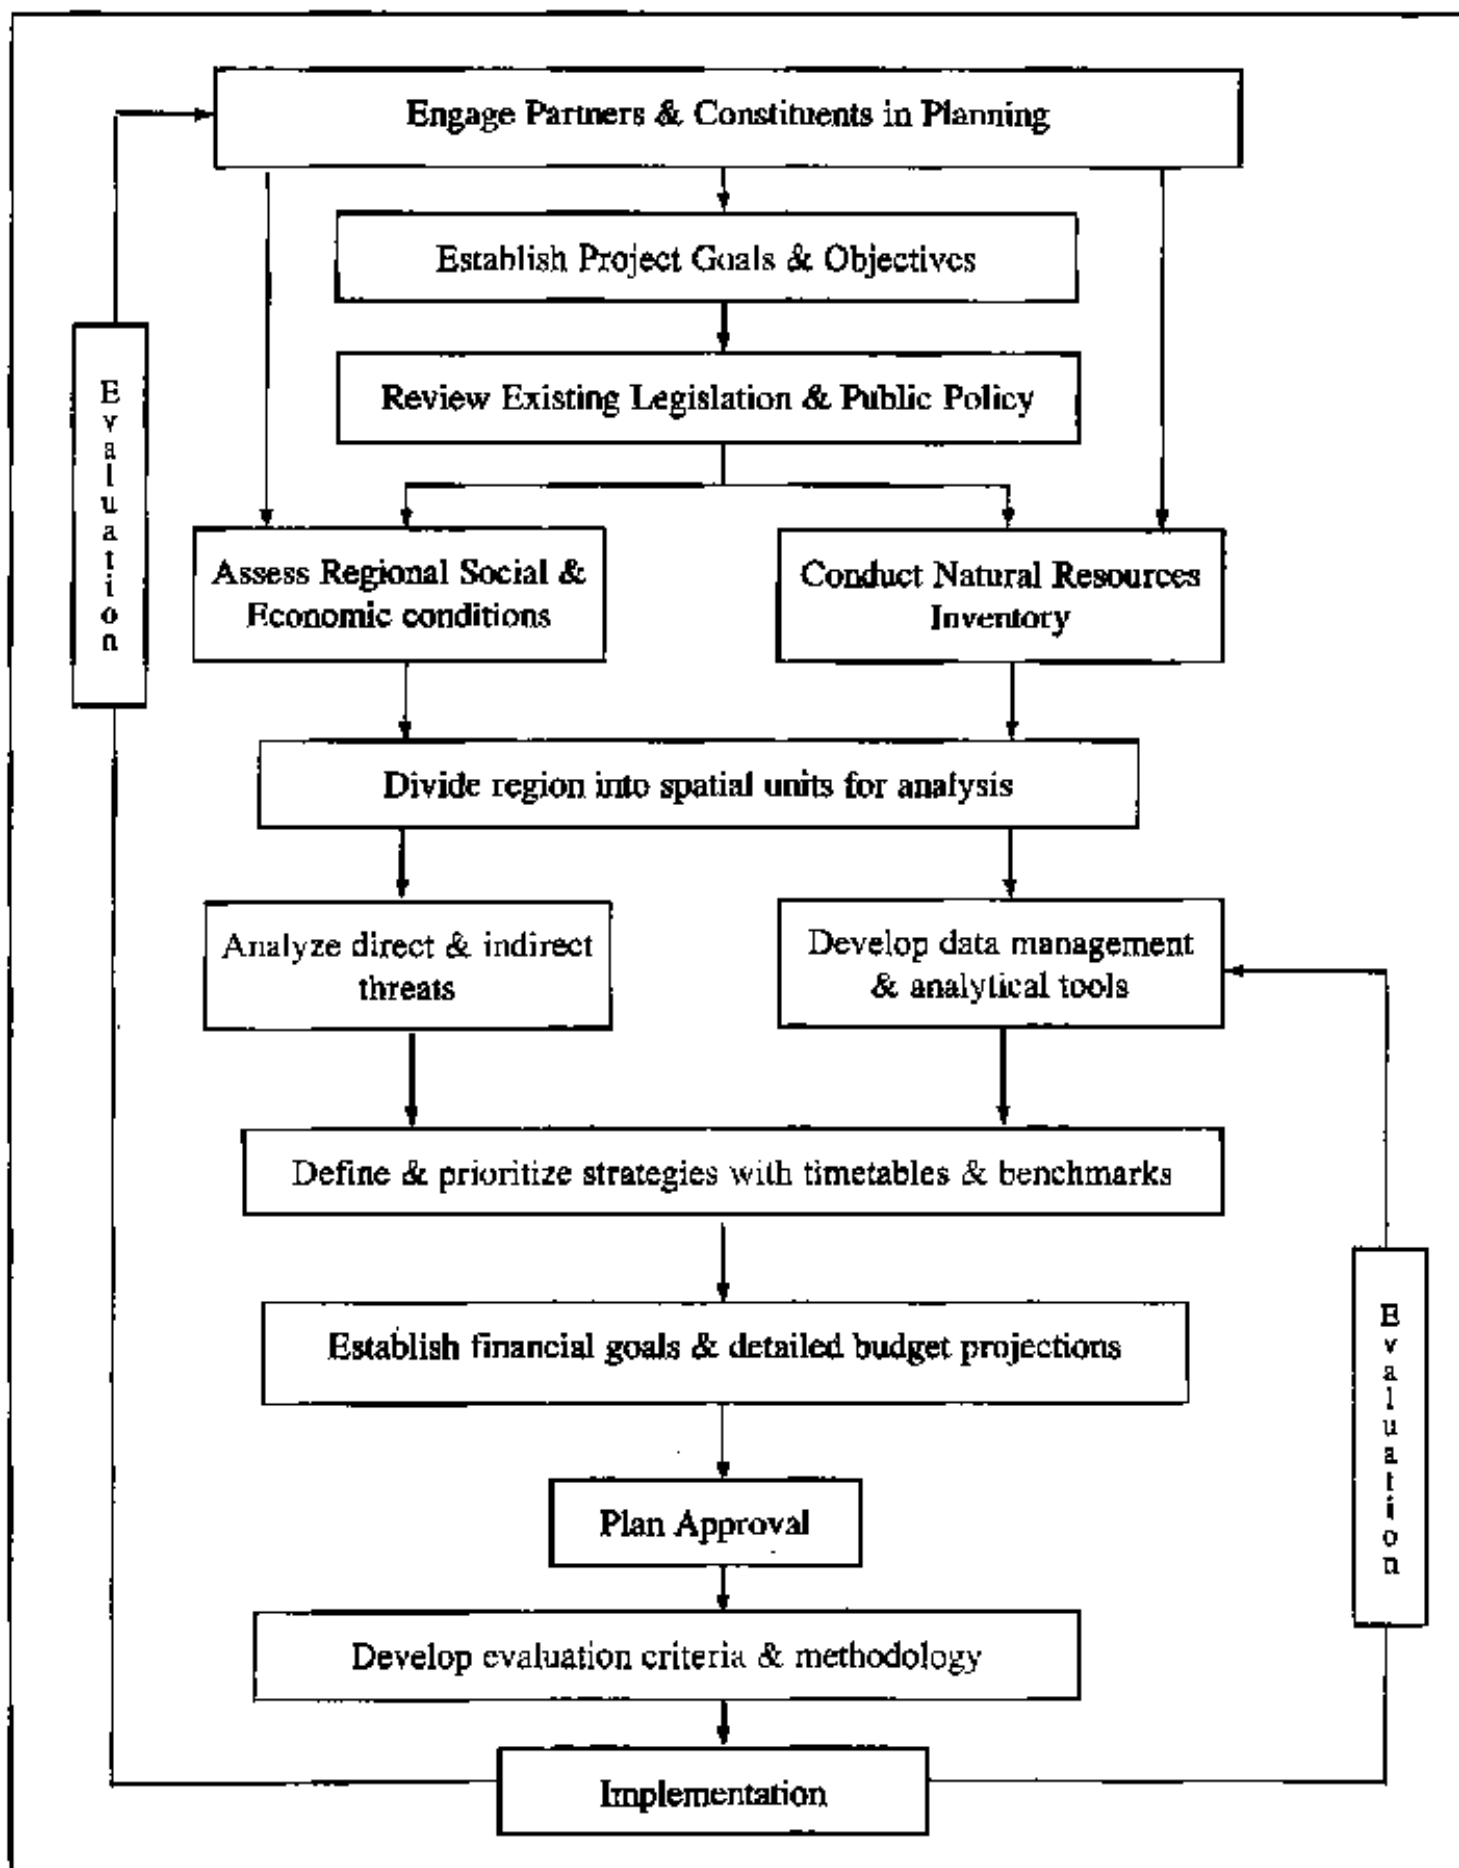 Engage Partners & Constituents in Planning
Establish Project Goals & Objectives
Review Existing Legislation & Public Policy
Evaluation
Assess Regional Social &
Economic conditions
Conduct Natural Resources
Inventory
Divide region into spatial units for analysis
Analyze direct & indirect
threats
Develop data management
& analytical tools
Define & prioritize strategies with timetables & benchmarks
Establish financial goals & detailed budget projections
Evaluation
Plan Approval
Develop evaluation criteria & methodology
Implementation